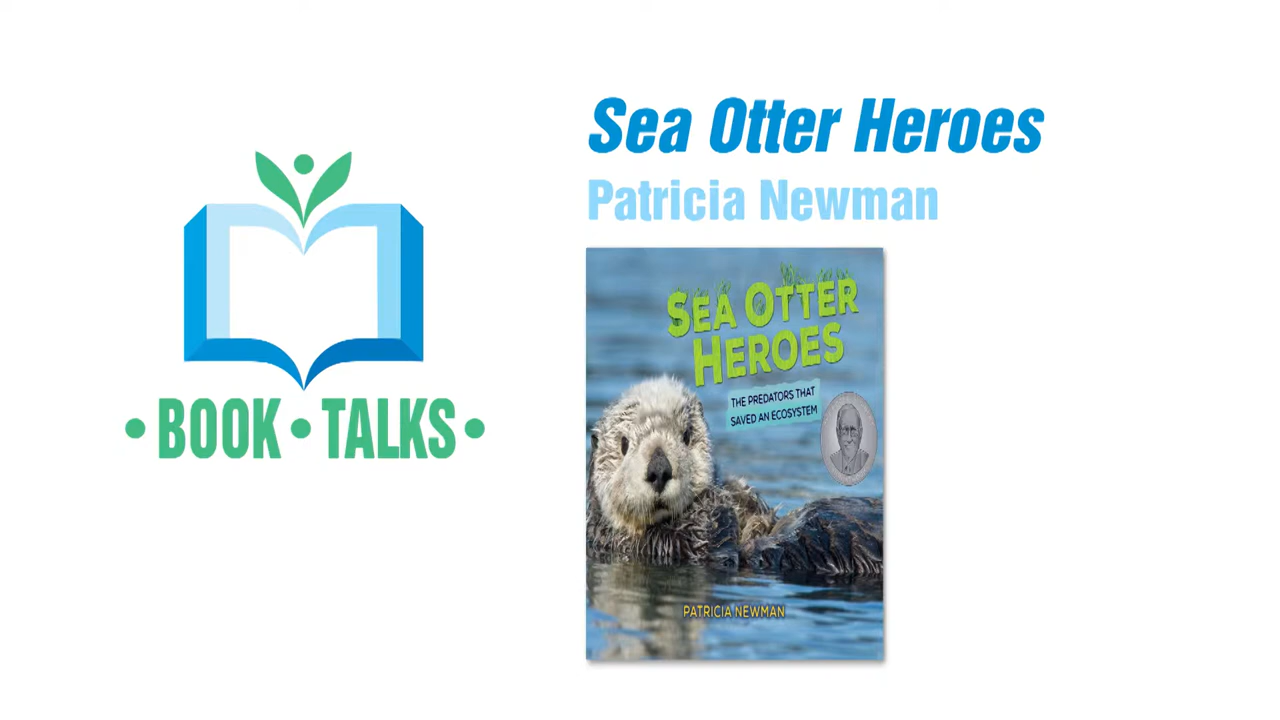 Sea Otter Heroes
Patricia Newman
• BOOK • TALKS •
SEA OTTER
HEROES
THE PREDATORS THAT
SAVED AN ECOSYSTEM
PATRICIA NEWMAN